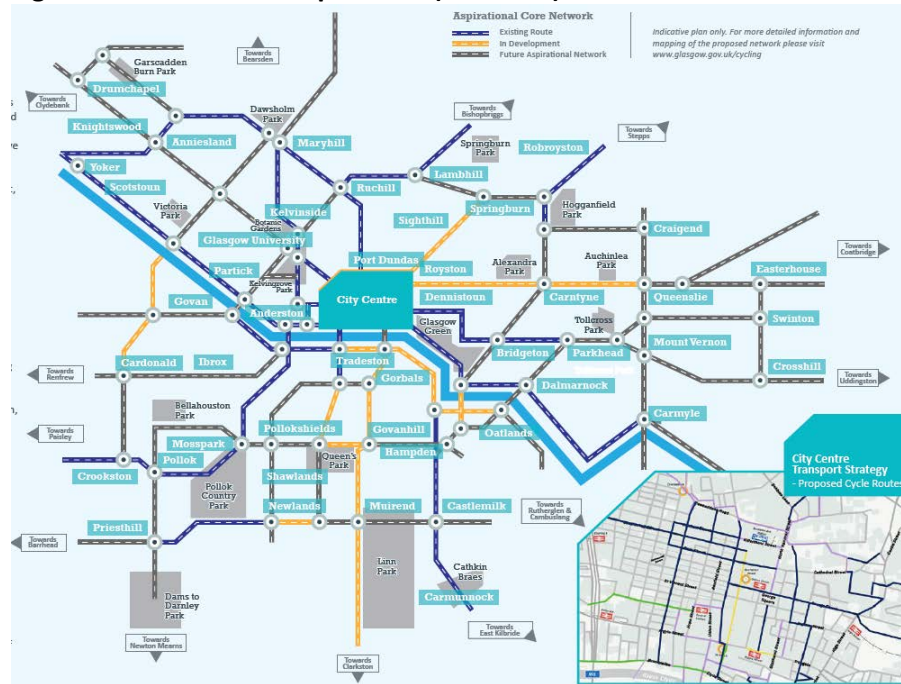 Aspirational Core Network
Existing Route
In Development
Future Aspirational Network
Indicative plan only. For more detailed information and
mapping of the proposed network please visit
www.glasgow.gov.uk/cycling
Towards
Bearsden
Garscadden
Burn Park
Drumchapel
Towards
Clydebank
Dawsholm
Park
Towards
Bishopbriggs
Knightswood
Anniesland
Maryhill
Springburn
Park
Robroyston
Towards
Stepps
Yoker
Scotstoun
Ruchill
Lambhill
Victoria
Park
Kelvinside
Sighthill
Springburn
Hogganfield
Park
Botanic
Gardens
Glasgow University
Craigend
Partick
Port Dundas
Royston
Alexandra
Park
Auchinlea
Park
Towards
Coatbridge
Easterhouse
Kelvingrove
Park
Govan
Anderston
City Centre
Dennistoun
Carntyne
Queenslie
Glasgow
Green
Tollcross
Park
Swinton
Cardonald
Ibrox
Tradeston
Bridgeton
Parkhead
Mount Vernon
Towards
Renfrew
Gorbals
Dalmarnock
Crosshill
Towards
Uddingston
Bellahouston
Park
Carmyle
Towards
Paisley
Mosspark
Pollokshields
Govanhill
Oatlands
Pollok
Hampden
Crookston
Queen's
Park
Pollok
Country
Park
Shawlands
City Centre
Transport Strategy
- Proposed Cycle Routes
Priesthill
Newlands
Muirend
Castlemilk
Towards
Rutherglen &
Cambuslang
Towards
Barrhead
Linn
Park
Cathkin
Braes
Carmunnock
Dams to
Darnley
Park
Towards
Newton Mearns
Towards
East Kilbride
Towards
Clarkston